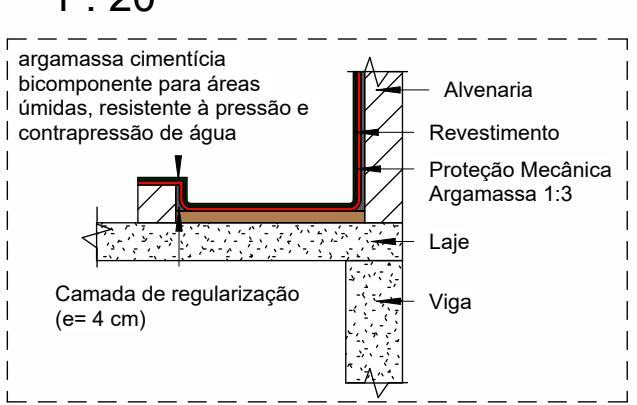 1 : 20
argamassa cimentícia
bicomponente para áreas
úmidas, resistente à pressão e
contrapressão de água
Alvenaria
Revestimento
Proteção Mecânica
Argamassa 1:3
Laje
Camada de regularização
(e= 4 cm)
Viga